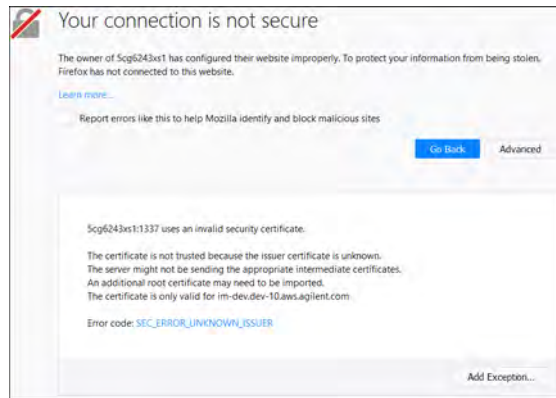 Your connection is not secure
The owner of 5cg6243xs1 has configured their website improperly. To protect your information from being stolen,
Firefox has not connected to this website.
Learn more...
Report errors like this to help Mozilla identify and block malicious sites
Go Back Advanced
5cg6243xs1:1337 uses an invalid security certificate.
The certificate is not trusted because the issuer certificate is unknown.
The server might not be sending the appropriate intermediate certificates.
An additional root certificate may need to be imported.
The certificate is only valid for im-dev.dev-10.aws.agilent.com
Error code: SEC_ERROR_UNKNOWN_ISSUER
Add Exception...